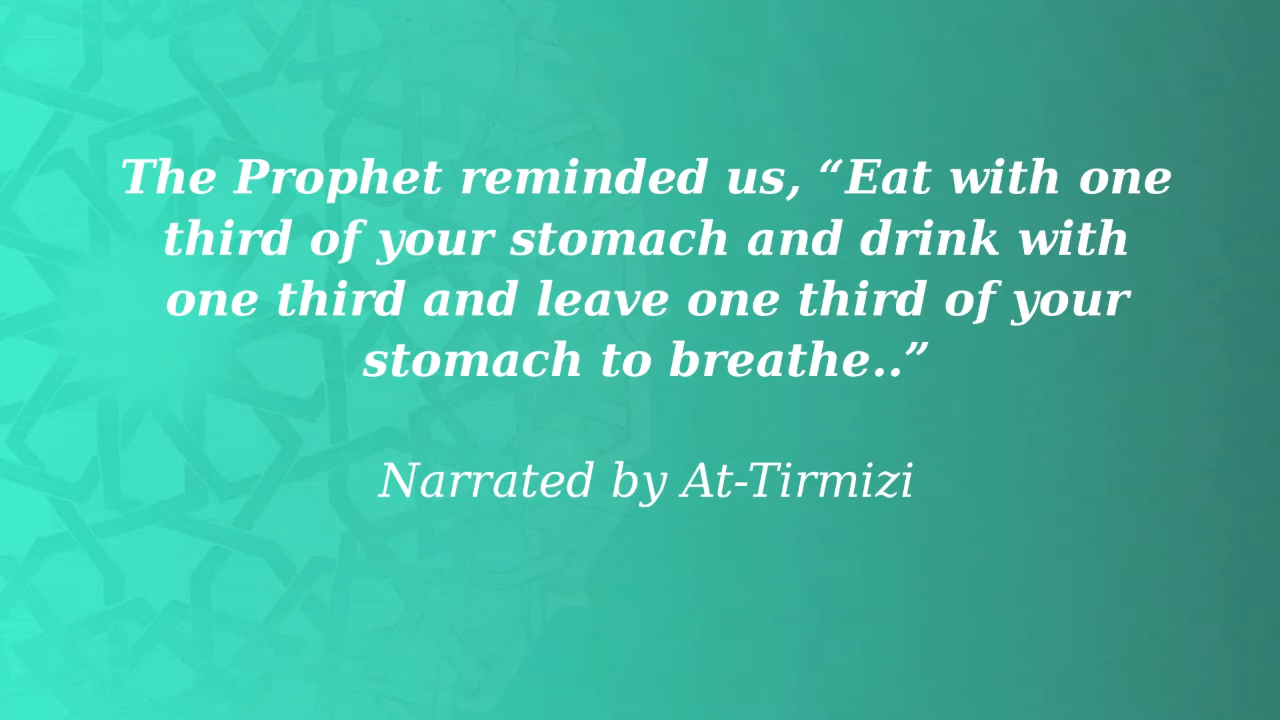 The Prophet reminded us, “Eat with one
third of your stomach and drink with
one third and leave one third of your
stomach to breathe..”
Narrated by At-Tirmizi